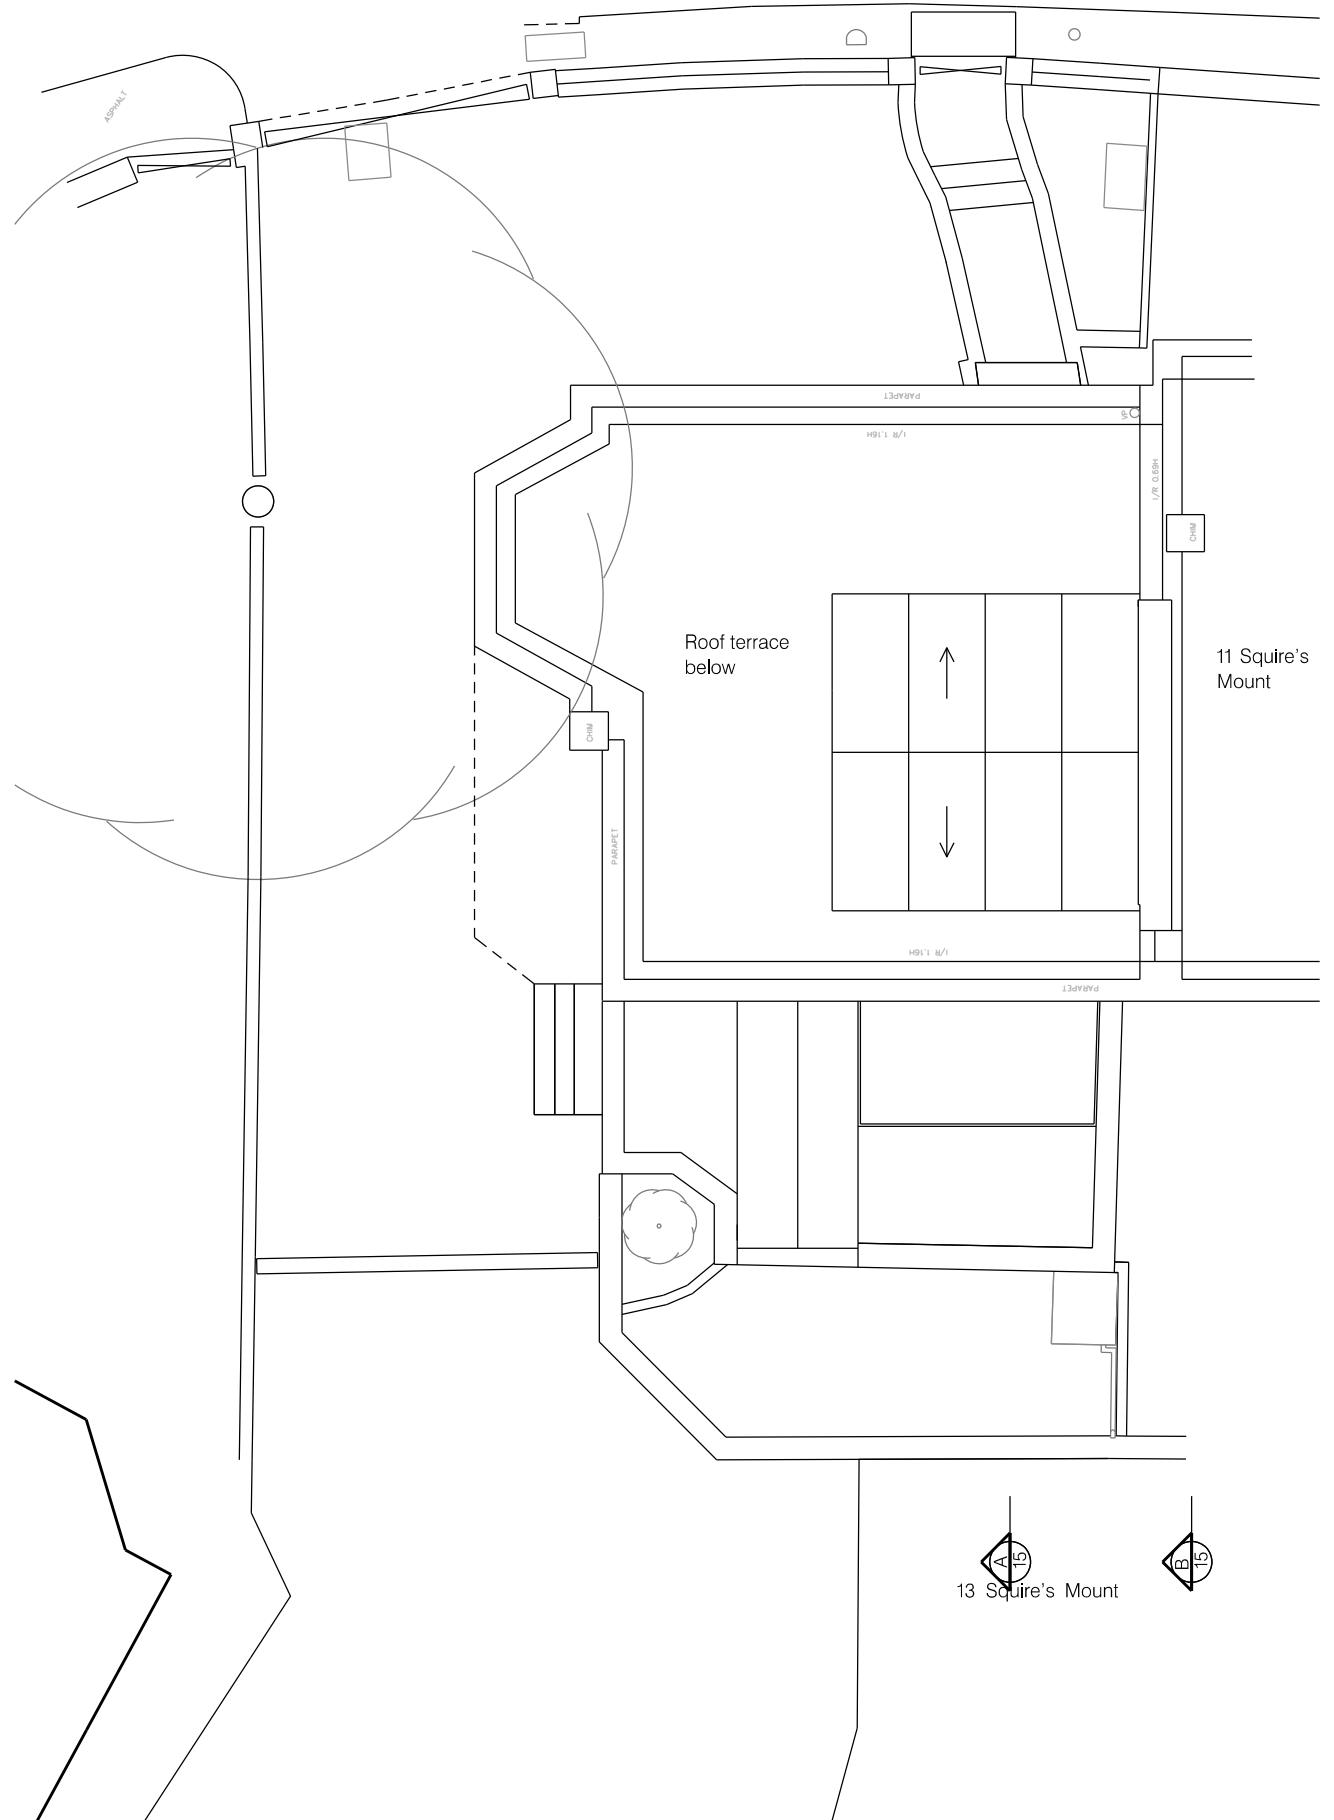 ASPHALT
PARAPET
VP
I/R 1.16H
I/R 0.69H
CHIM
Roof terrace
below
11 Squire's
Mount
CHIM
PARAPET
I/R 1.16H
PARAPET
A
15
B
15
13 Squire's Mount